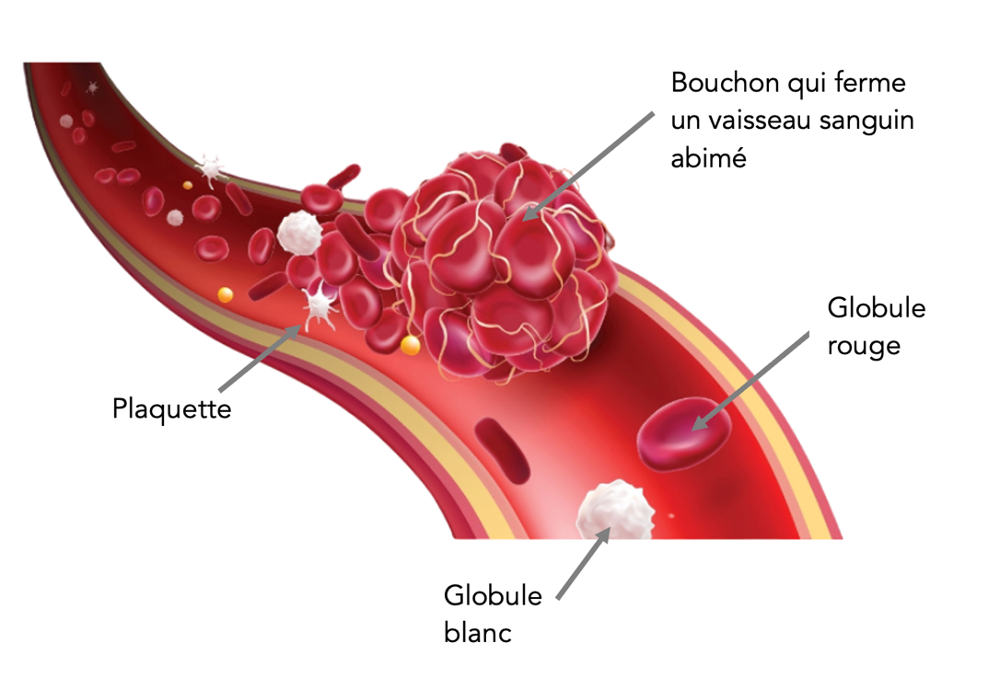 Bouchon qui ferme
un vaisseau sanguin
abimé
Globule
rouge
Plaquette
Globule
blanc